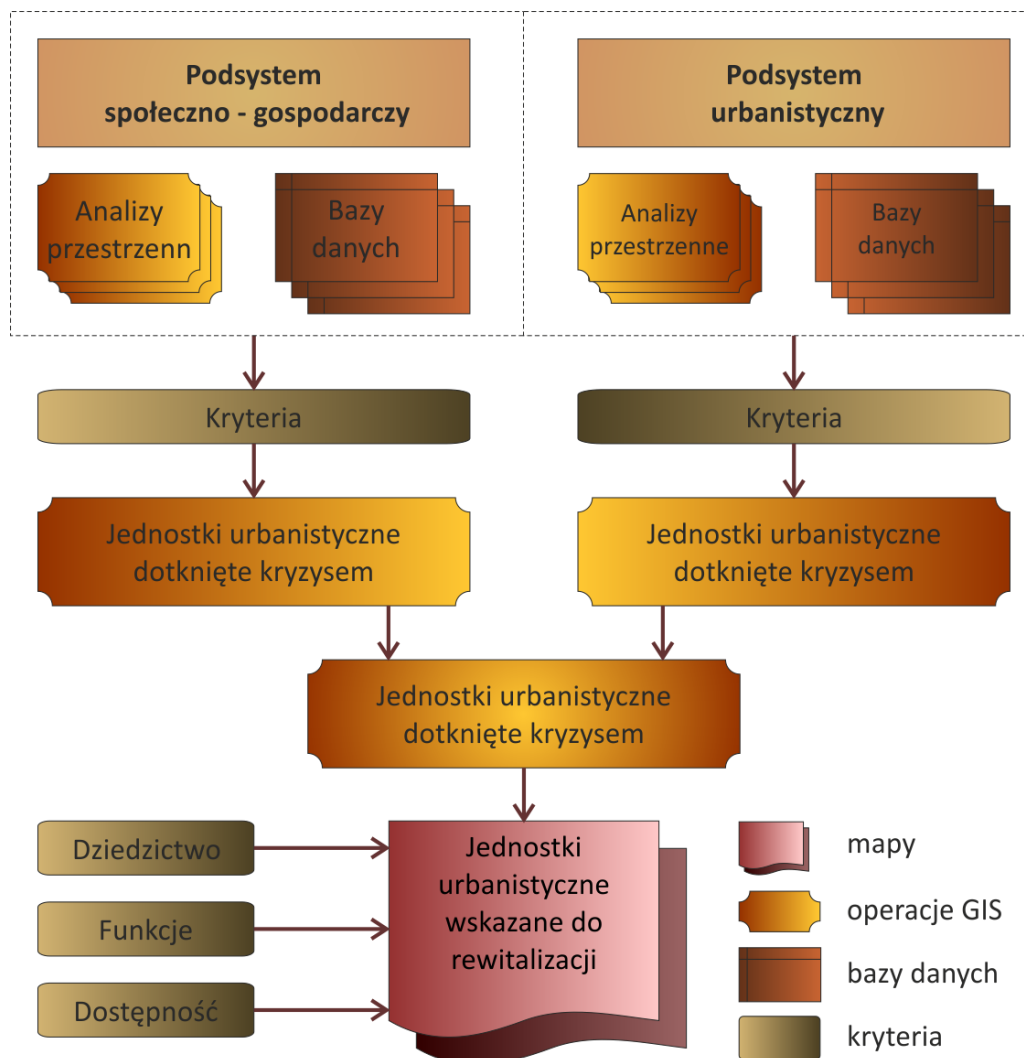 Podsystem
społeczno - gospodarczy
Podsystem
urbanistyczny
Analizy
przestrzenn
Bazy
danych
Analizy
przestrzenne
Bazy
danych
Kryteria
Kryteria
Jednostki urbanistyczne
dotknięte kryzysem
Jednostki urbanistyczne
dotknięte kryzysem
Jednostki urbanistyczne
dotknięte kryzysem
Dziedzictwo
Funkcje
Dostępność
Jednostki
urbanistyczne
wskazane do
rewitalizacji
mapy
operacje GIS
bazy danych
kryteria